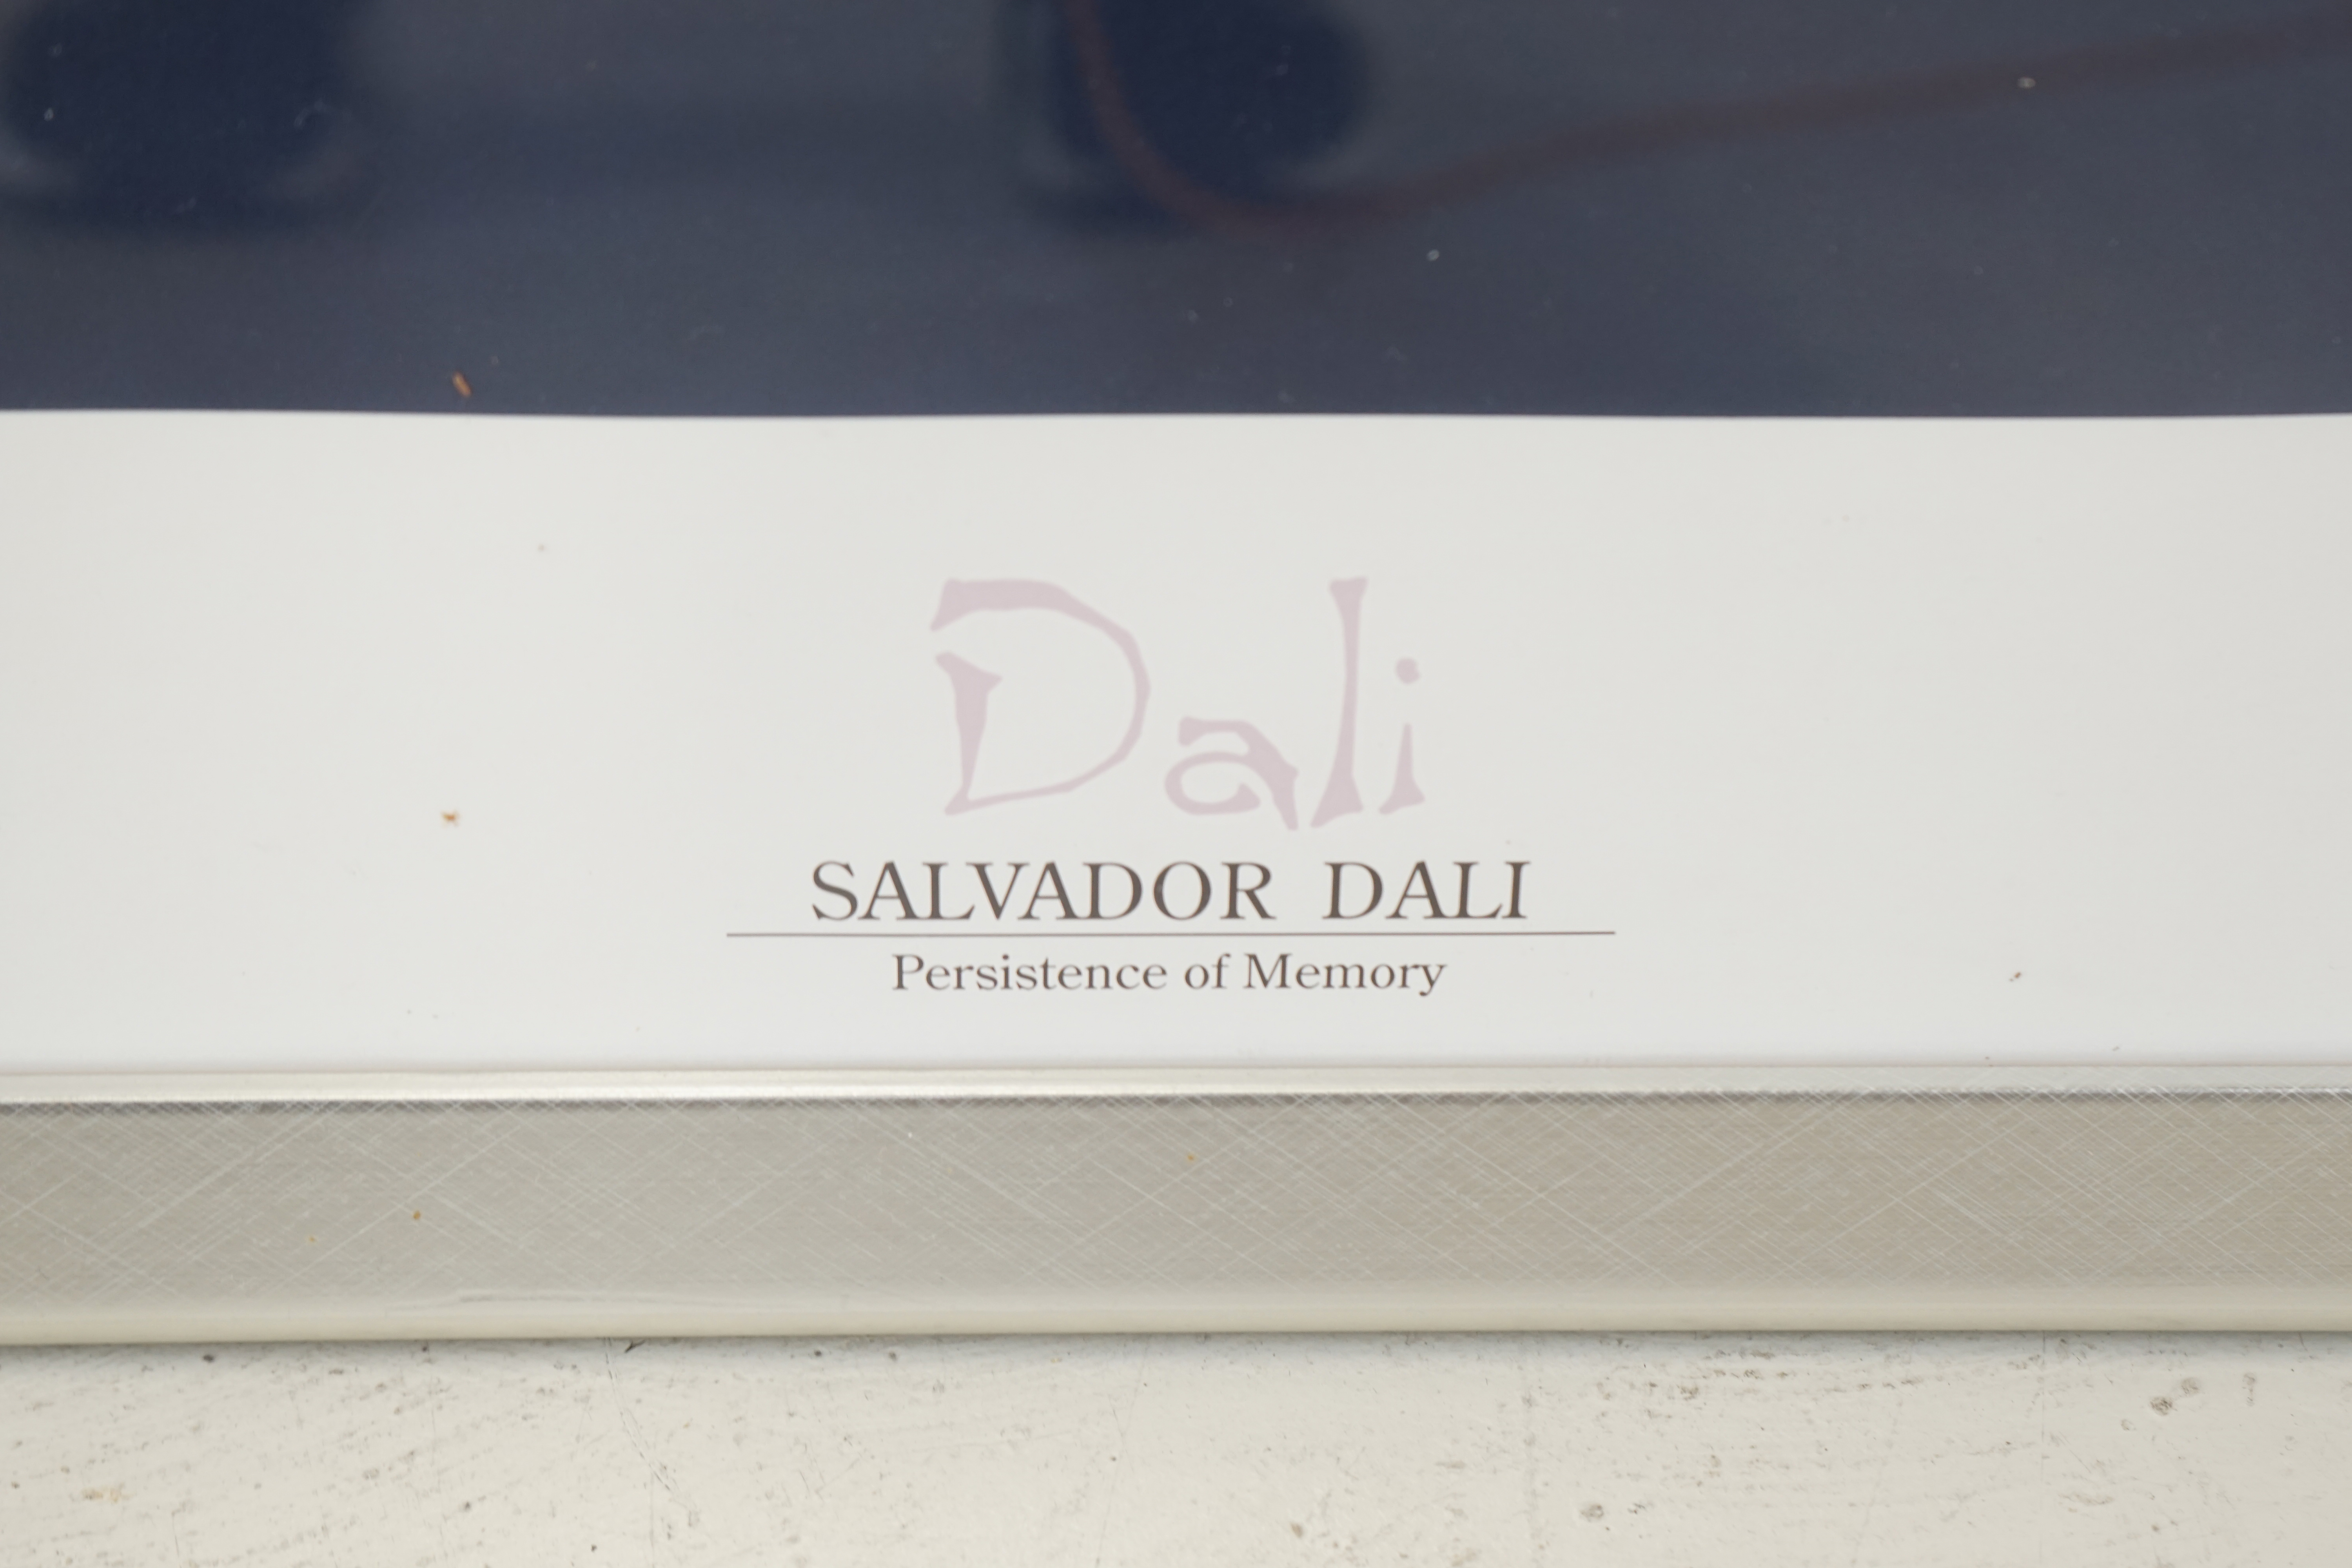 Dali
SALVADOR DALI
Persistence of Memory